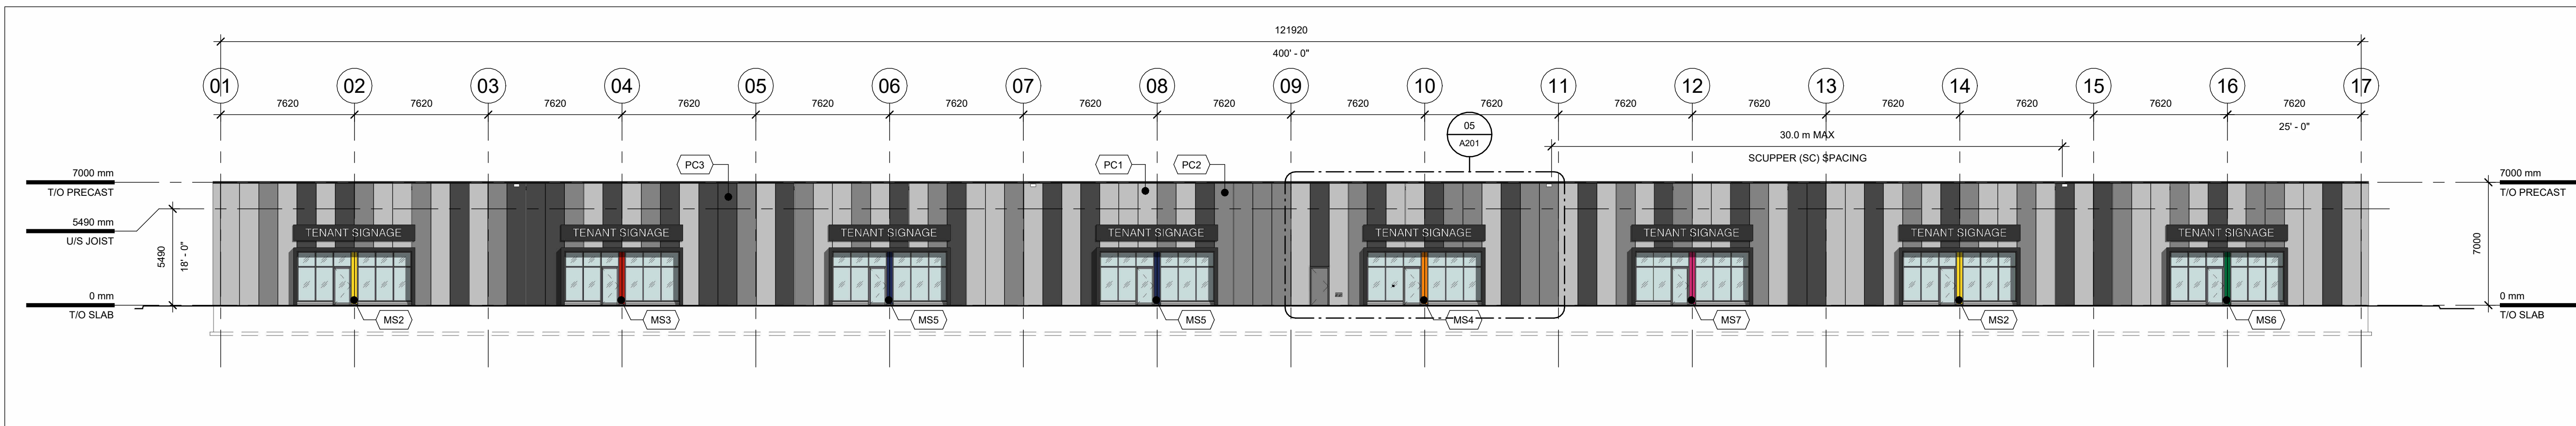 121920
400' - 0"
01 02 03 04 05 06 07 08 09 10 11 12 13 14 15 16 17
7620 7620 7620 7620 7620 7620 7620 7620 7620 7620 7620 7620 7620 7620 7620 7620
25' - 0"
05
A201
30.0 m MAX
SCUPPER (SC) SPACING
PC3
PC1
PC2
7000 mm
T/O PRECAST
5490 mm
U/S JOIST
0 mm
T/O SLAB
5490
18' - 0"
TENANT SIGNAGE TENANT SIGNAGE TENANT SIGNAGE TENANT SIGNAGE TENANT SIGNAGE TENANT SIGNAGE TENANT SIGNAGE TENANT SIGNAGE
MS2 MS3 MS5 MS5 MS4 MS7 MS2 MS6
7000 mm
T/O PRECAST
7000
0 mm
T/O SLAB